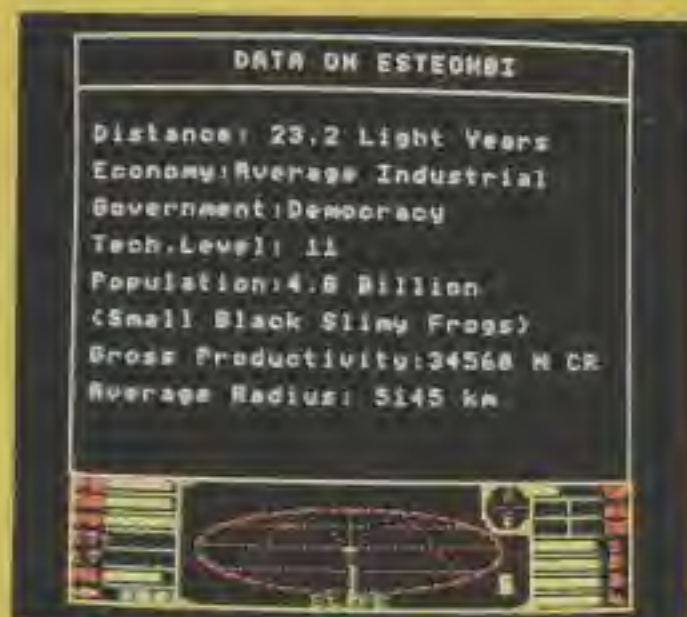 DATA ON ESTEONBI
Distance: 23.2 Light Years
Economy:Average Industrial
Government:Democracy
Tech.Level: 11
Population:4.8 Billion
(Small Black Slimy Frogs)
Gross Productivity:34560 M CR
Average Radius: 5145 km